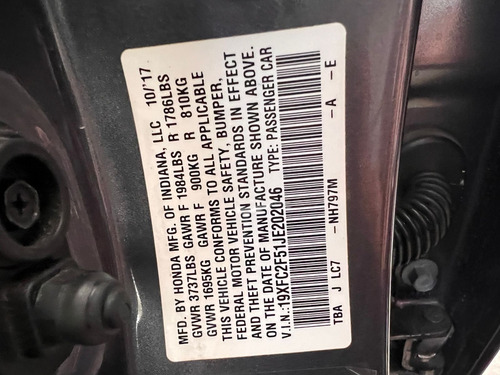 MFD. BY HONDA MFG. OF INDIANA, LLC 10/'17
GVWR 3737LBS GAWR F 1984LBS R 1786LBS
GVWR 1695KG GAWR F 900KG R 810KG
THIS VEHICLE CONFORMS TO ALL APPLICABLE
FEDERAL MOTOR VEHICLE SAFETY, BUMPER,
AND THEFT PREVENTION STANDARDS IN EFFECT
ON THE DATE OF MANUFACTURE SHOWN ABOVE.
V.I.N.:19XFC2F51JE202046 TYPE: PASSENGER CAR
TBA J LC7 -NH797M -A -E